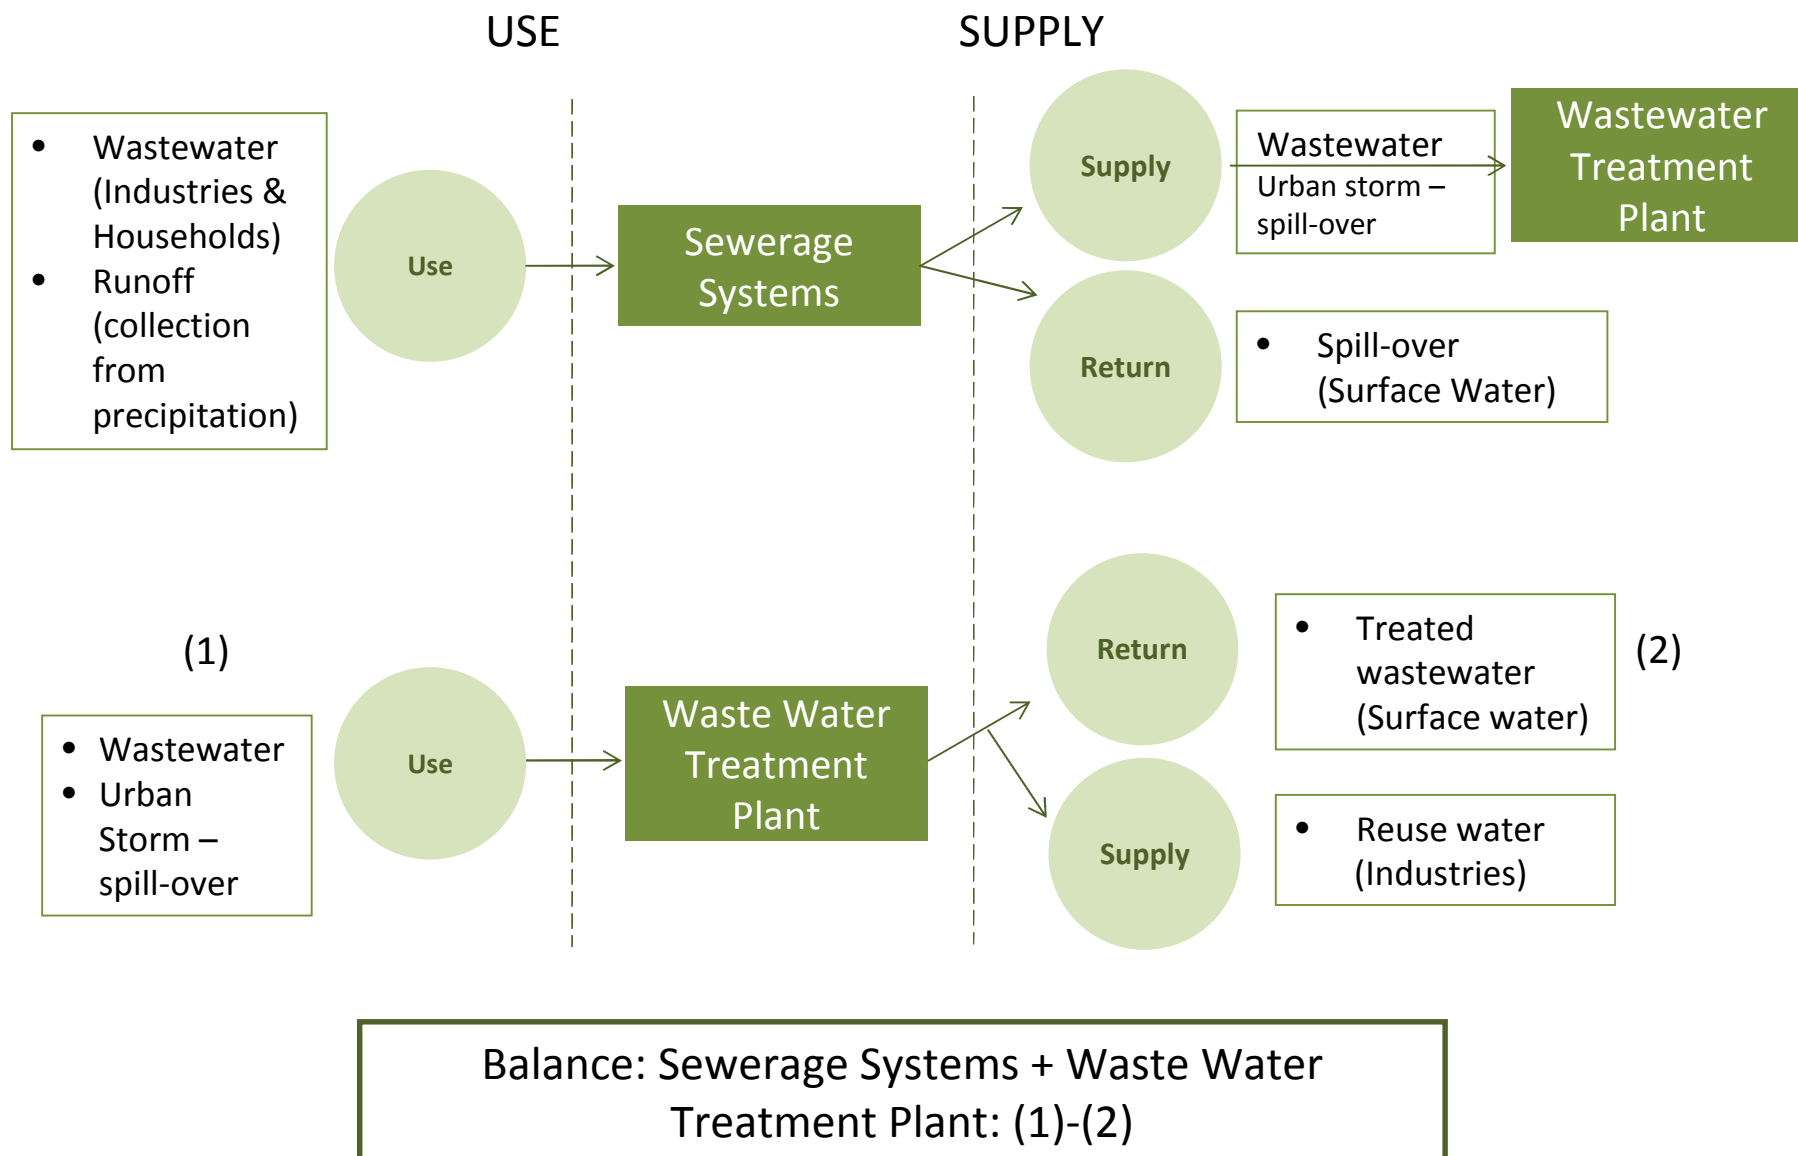 USE
SUPPLY
• Wastewater
(Industries &
Households)
• Runoff
(collection
from
precipitation)
Use
Sewerage
Systems
Supply
Wastewater
Urban storm –
spill-over
Wastewater
Treatment
Plant
Return
• Spill-over
(Surface Water)
(1)
• Wastewater
• Urban
Storm –
spill-over
Use
Waste Water
Treatment
Plant
Return
• Treated
wastewater
(Surface water)
(2)
Supply
• Reuse water
(Industries)
Balance: Sewerage Systems + Waste Water
Treatment Plant: (1)-(2)